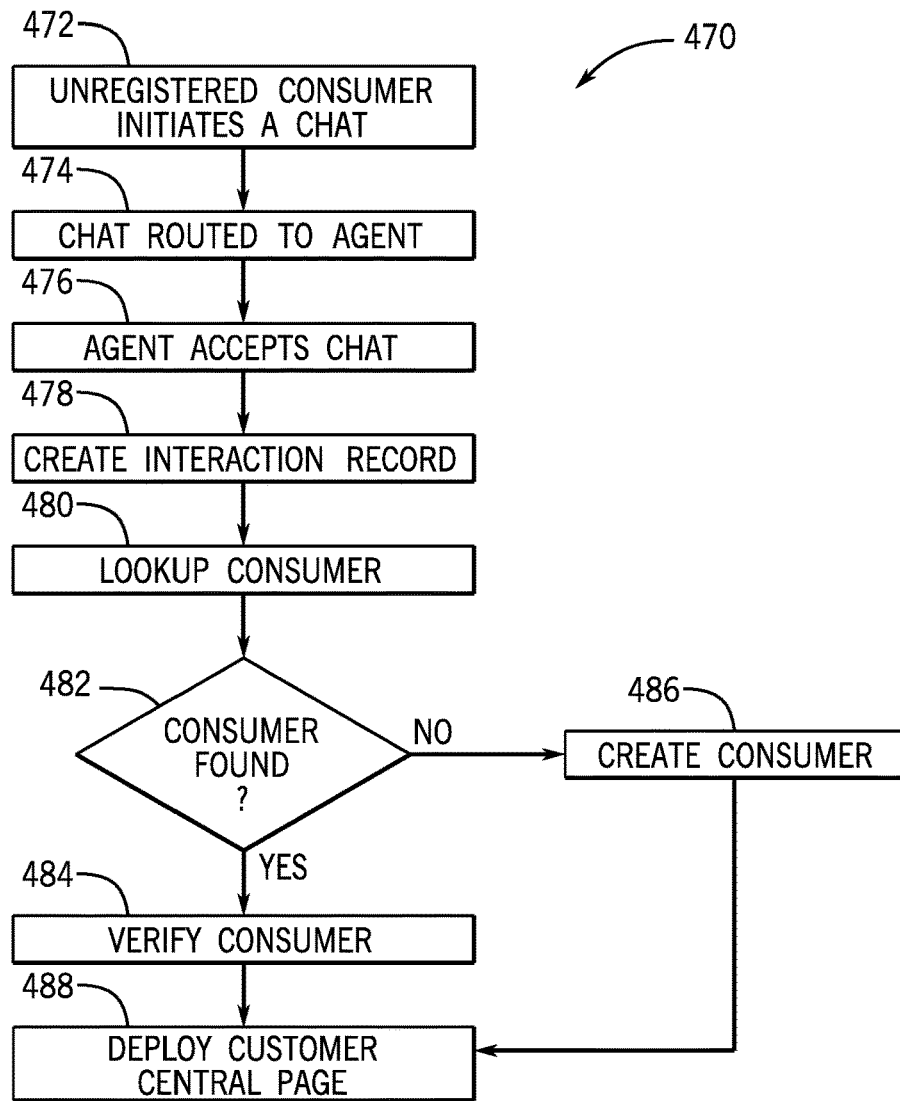 472
470
UNREGISTERED CONSUMER
INITIATES A CHAT
474
CHAT ROUTED TO AGENT
476
AGENT ACCEPTS CHAT
478
CREATE INTERACTION RECORD
480
LOOKUP CONSUMER
482
CONSUMER
FOUND
?
NO
486
CREATE CONSUMER
YES
484
VERIFY CONSUMER
488
DEPLOY CUSTOMER
CENTRAL PAGE